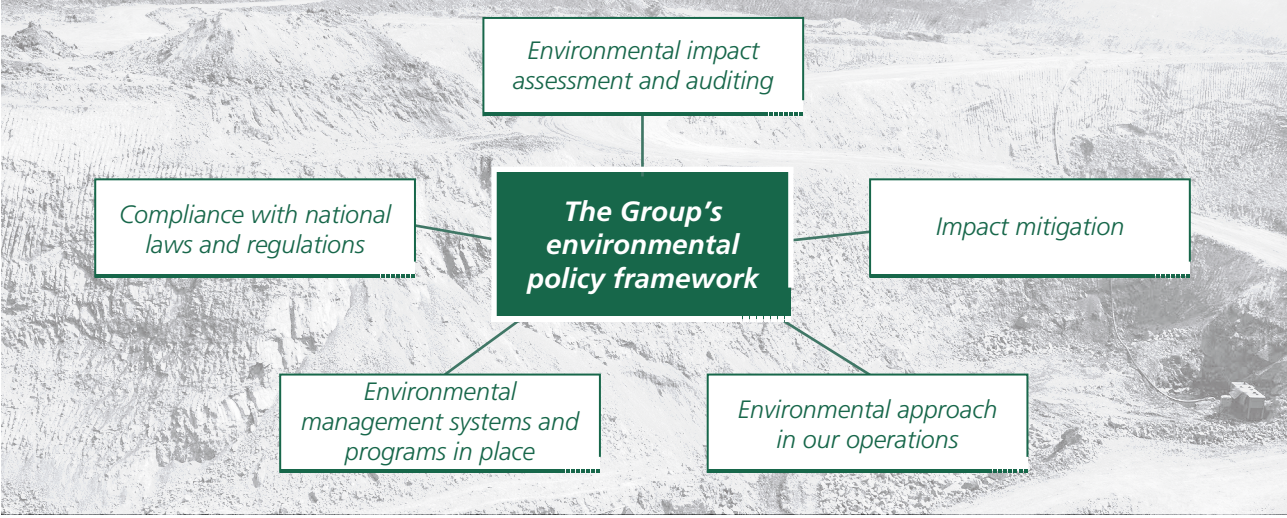 Environmental impact
assessment and auditing
Compliance with national
laws and regulations
The Group’s
environmental
policy framework
Impact mitigation
Environmental
management systems and
programs in place
Environmental approach
in our operations